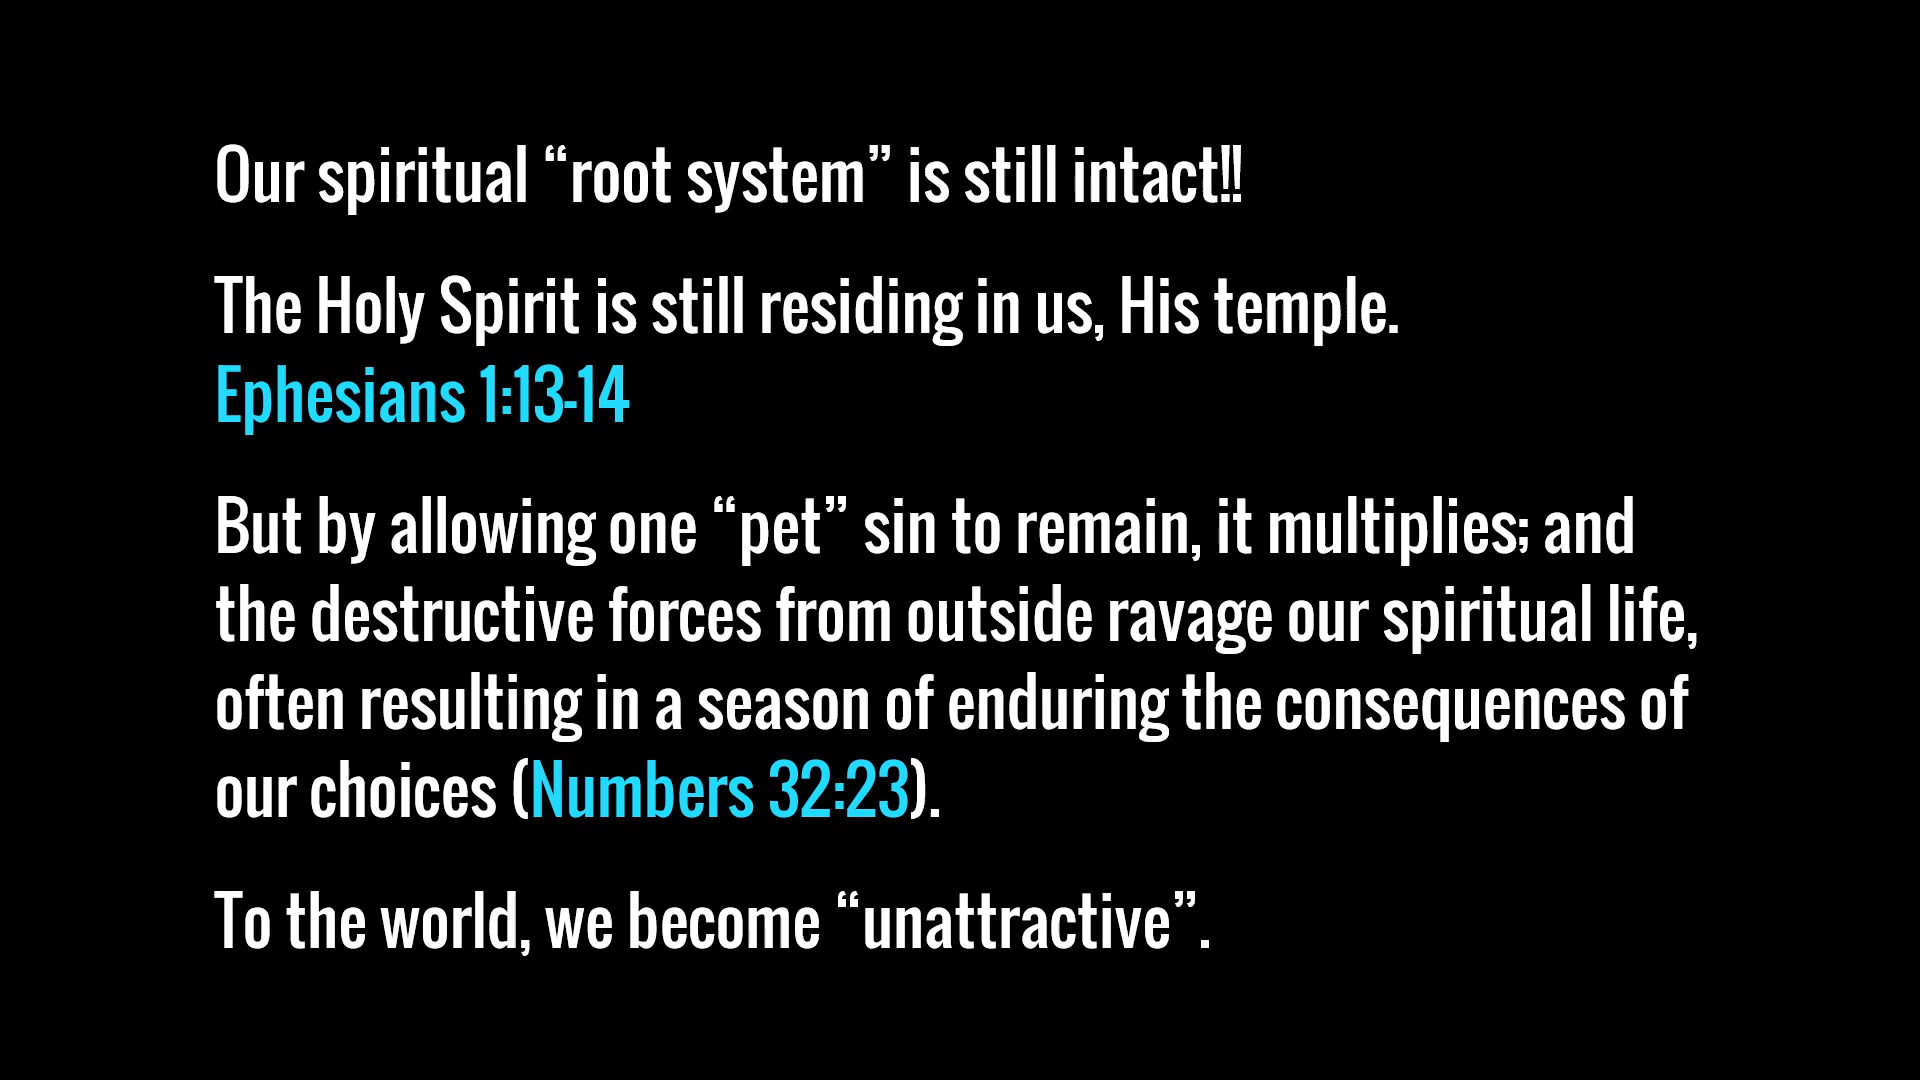 Our spiritual “root system” is still intact!!
The Holy Spirit is still residing in us, His temple.
Ephesians 1:13-14
But by allowing one “pet” sin to remain, it multiplies; and
the destructive forces from outside ravage our spiritual life,
often resulting in a season of enduring the consequences of
our choices (Numbers 32:23).
To the world, we become “unattractive”.